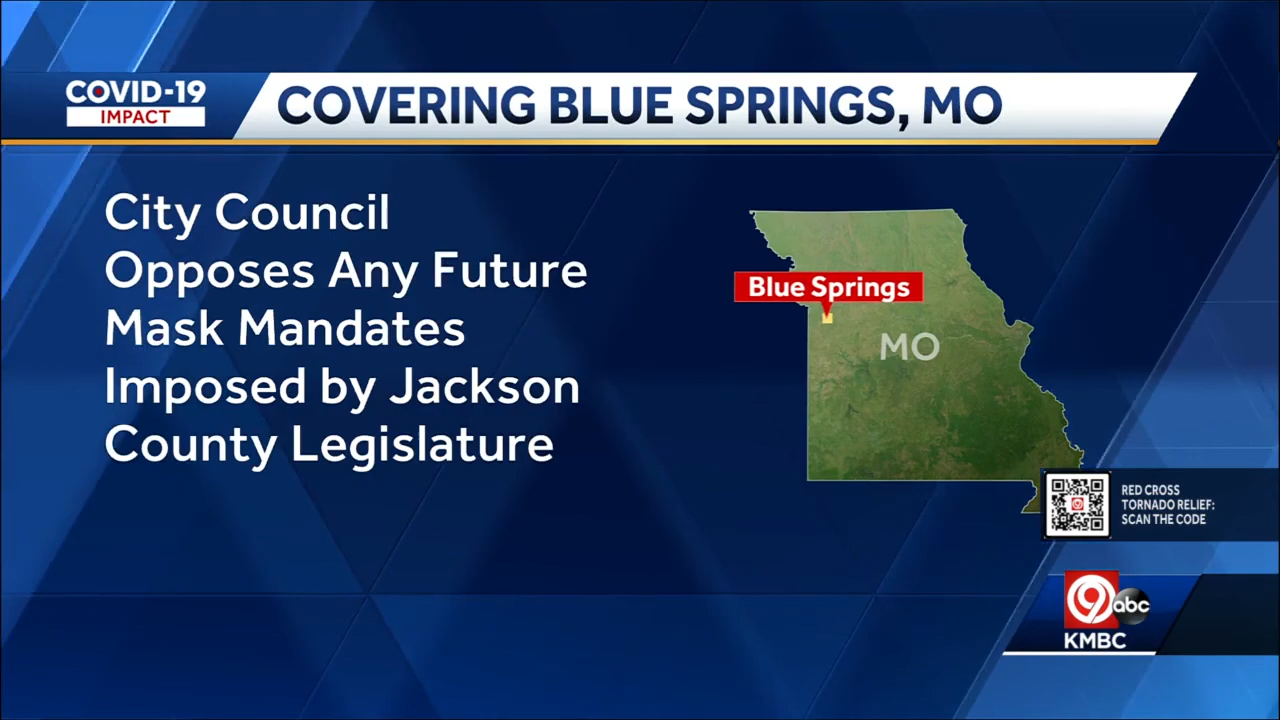 COVID-19
IMPACT
COVERING BLUE SPRINGS, MO
City Council
Opposes Any Future
Mask Mandates
Imposed by Jackson
County Legislature
Blue Springs
MO
RED CROSS
TORNADO RELIEF:
SCAN THE CODE
9 abc
KMBC